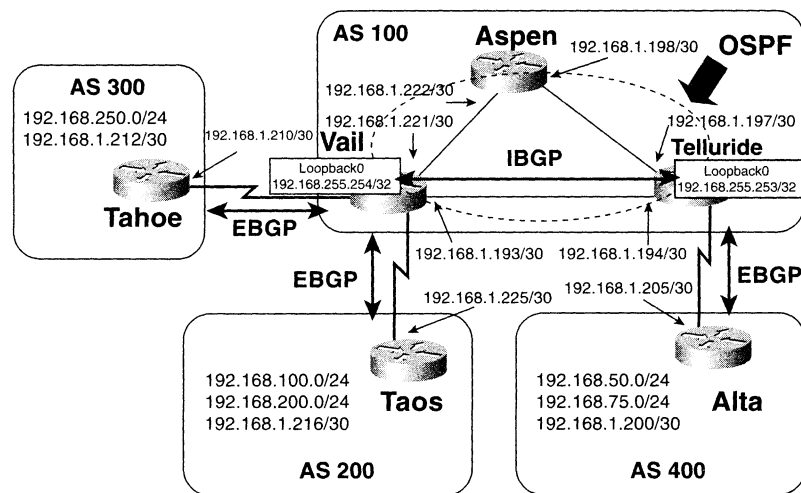 AS 100
Aspen
192.168.1.198/30
OSPF
AS 300
192.168.250.0/24
192.168.1.212/30
192.168.1.210/30
192.168.1.222/30
192.168.1.221/30
192.168.1.197/30
Vail
Telluride
IBGP
Loopback0
192.168.255.254/32
Loopback0
192.168.255.253/32
Tahoe
EBGP
192.168.1.193/30
192.168.1.194/30
EBGP
EBGP
192.168.1.225/30
192.168.1.205/30
192.168.100.0/24
192.168.200.0/24
192.168.1.216/30
Taos
AS 200
192.168.50.0/24
192.168.75.0/24
192.168.1.200/30
Alta
AS 400